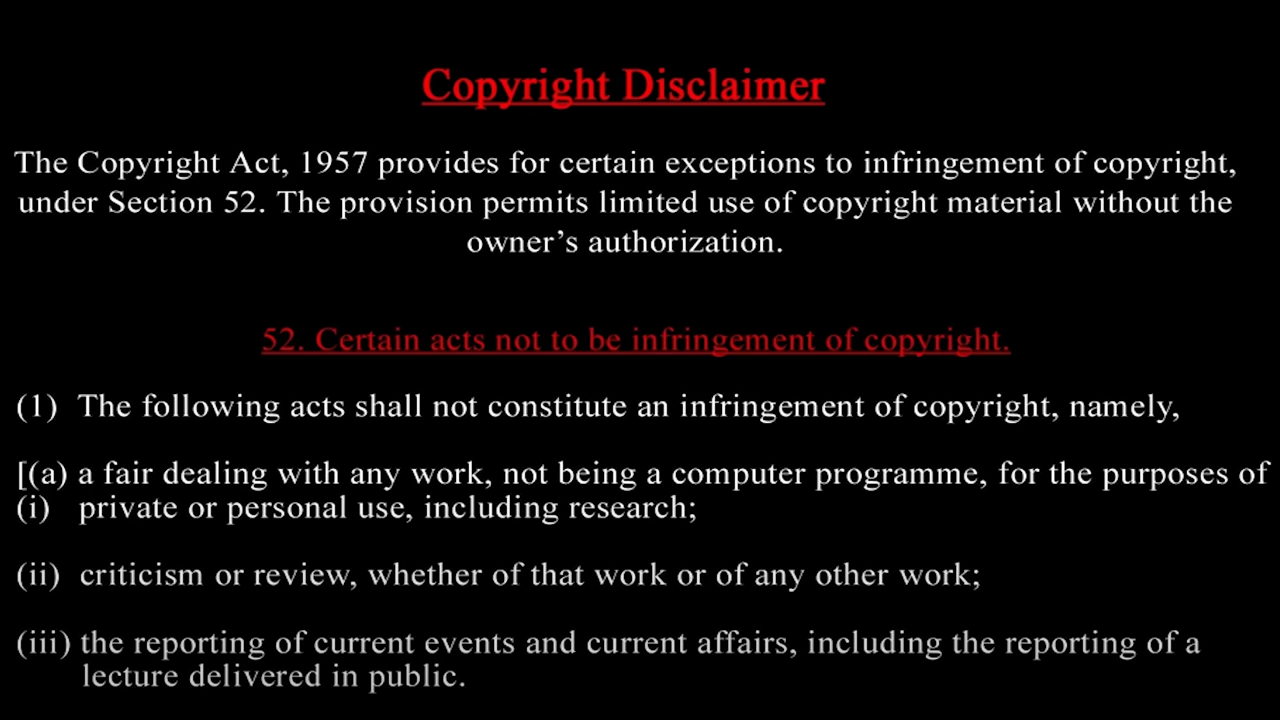 Copyright Disclaimer
The Copyright Act, 1957 provides for certain exceptions to infringement of copyright,
under Section 52. The provision permits limited use of copyright material without the
owner’s authorization.
52. Certain acts not to be infringement of copyright.
(1) The following acts shall not constitute an infringement of copyright, namely,
[(a) a fair dealing with any work, not being a computer programme, for the purposes of
(i) private or personal use, including research;
(ii) criticism or review, whether of that work or of any other work;
(iii) the reporting of current events and current affairs, including the reporting of a
lecture delivered in public.